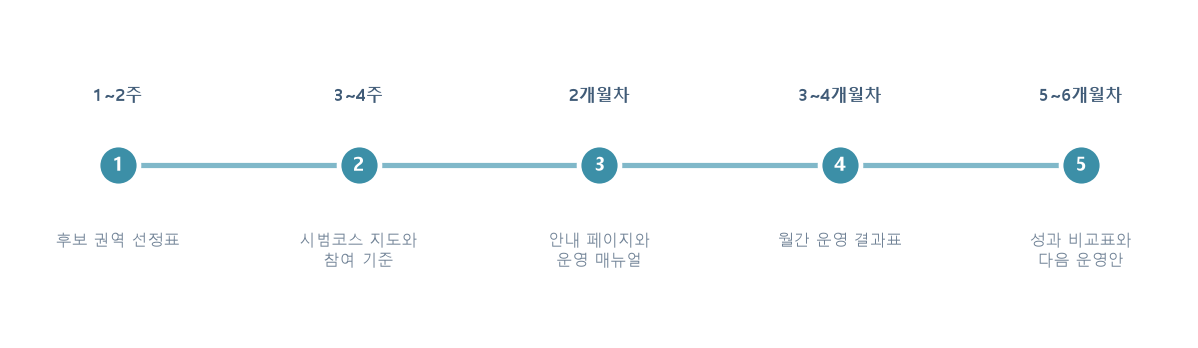 1~2주
3~4주
2개월차
3~4개월차
5~6개월차
1
2
3
4
5
후보 권역 선정표
시범코스 지도와
참여 기준
안내 페이지와
운영 매뉴얼
월간 운영 결과표
성과 비교표와
다음 운영안